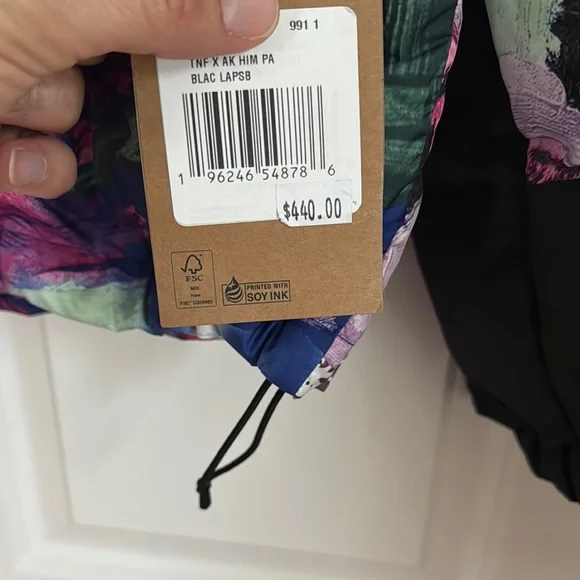 991 1
TNF X AK HIM PA
BLAC LAPSB
1 96246 54878 6
$440.00
FSC
MIX
Paper
PRINTED WITH
SOY INK